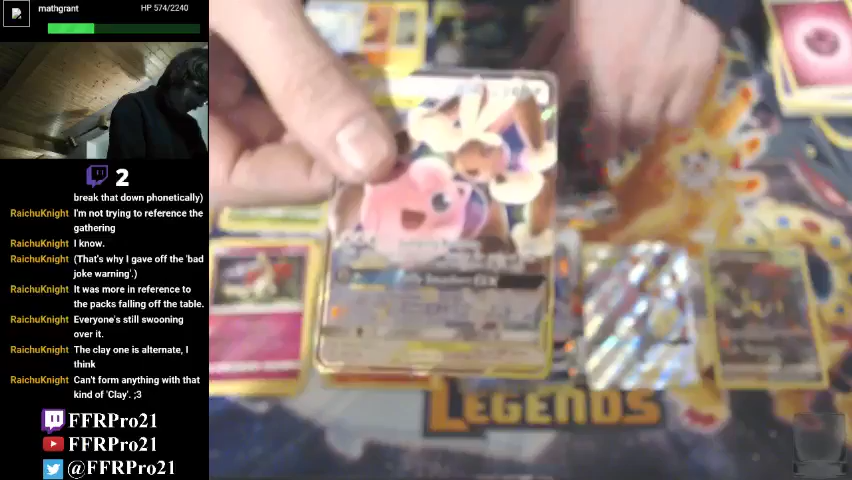 mathgrant
HP 574/2240
2
break that down phonetically)
RaichuKnight I'm not trying to reference the
gathering
RaichuKnight I know.
RaichuKnight (That's why I gave off the 'bad
joke warning'.)
RaichuKnight It was more in reference to
the packs falling off the table.
RaichuKnight Everyone's still swooning
over it.
RaichuKnight The clay one is alternate, I
think
RaichuKnight Can't form anything with that
kind of 'Clay'. ;3
FFRPro21
FFRPro21
@FFRPro21
LEGENDS